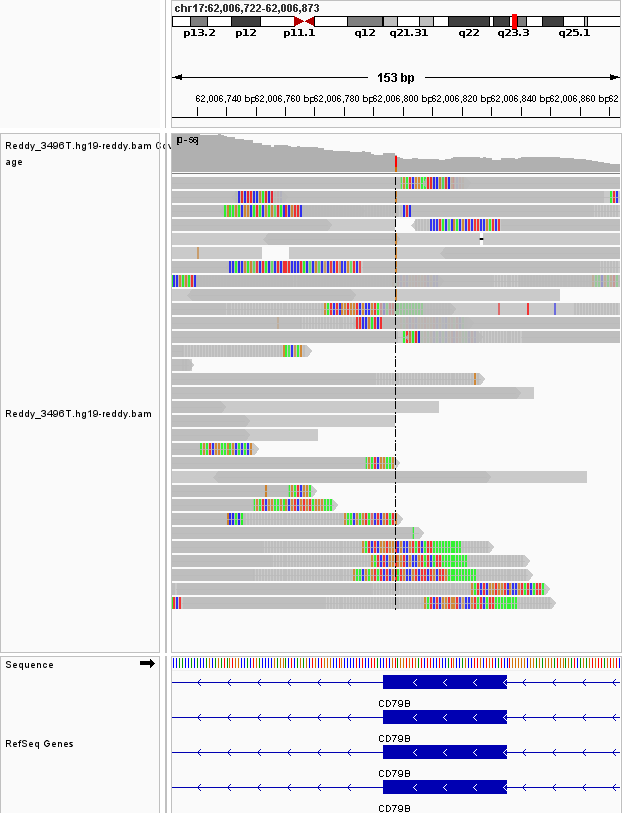 chr17:62,006,722-62,006,873
p13.2 p12 p11.1 q12 q21.31 q22 q23.3 q25.1
153 bp
62,006,740 bp 62,006,760 bp 62,006,780 bp 62,006,800 bp 62,006,820 bp 62,006,840 bp 62,006,860 bp 62
Reddy_3496T.hg19-reddy.bam Cov
age
Reddy_3496T.hg19-reddy.bam
Sequence
CD79B
RefSeq Genes
CD79B
CD79B
CD79B